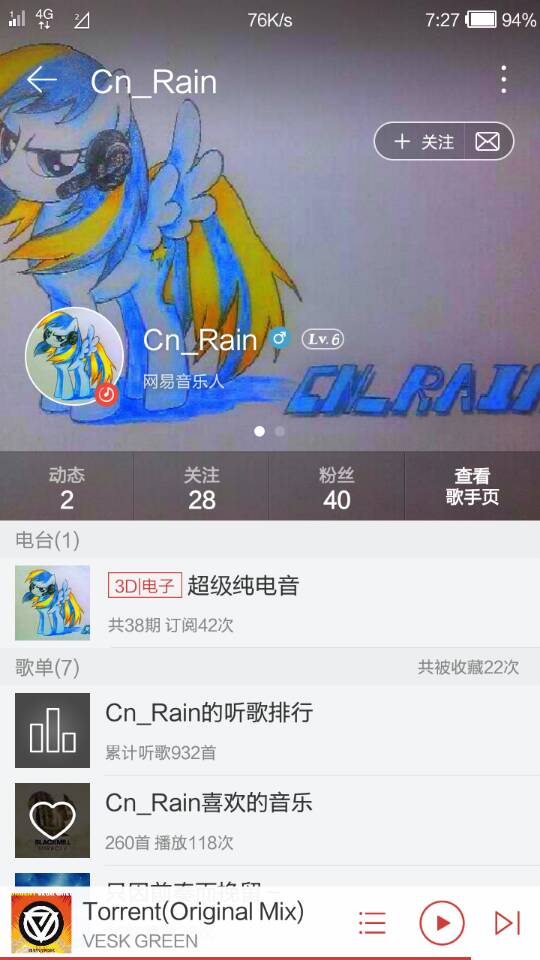 1 4G 2 76K/s 7:27 94%
Cn_Rain
+ 关注
Cn_Rain Lv.6
网易音乐人
CN_RAIN
动态 关注 粉丝 查看
2 28 40 歌手页
电台(1)
3D|电子 超级纯电音
共38期 订阅42次
歌单(7) 共被收藏22次
Cn_Rain的听歌排行
累计听歌932首
Cn_Rain喜欢的音乐
BLACKMILL
MIRACLE
260首 播放118次
Torrent(Original Mix)
VESK GREEN